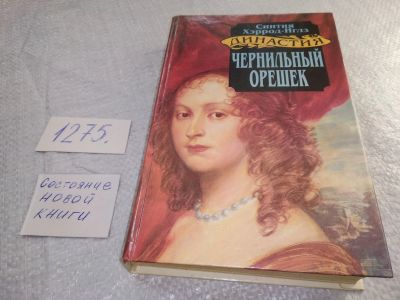 Синтия
Хэррод-Иглз
ДИНАСТИЯ
ЧЕРНИЛЬНЫЙ
ОРЕШЕК
1275.
Состояние
новой
книги